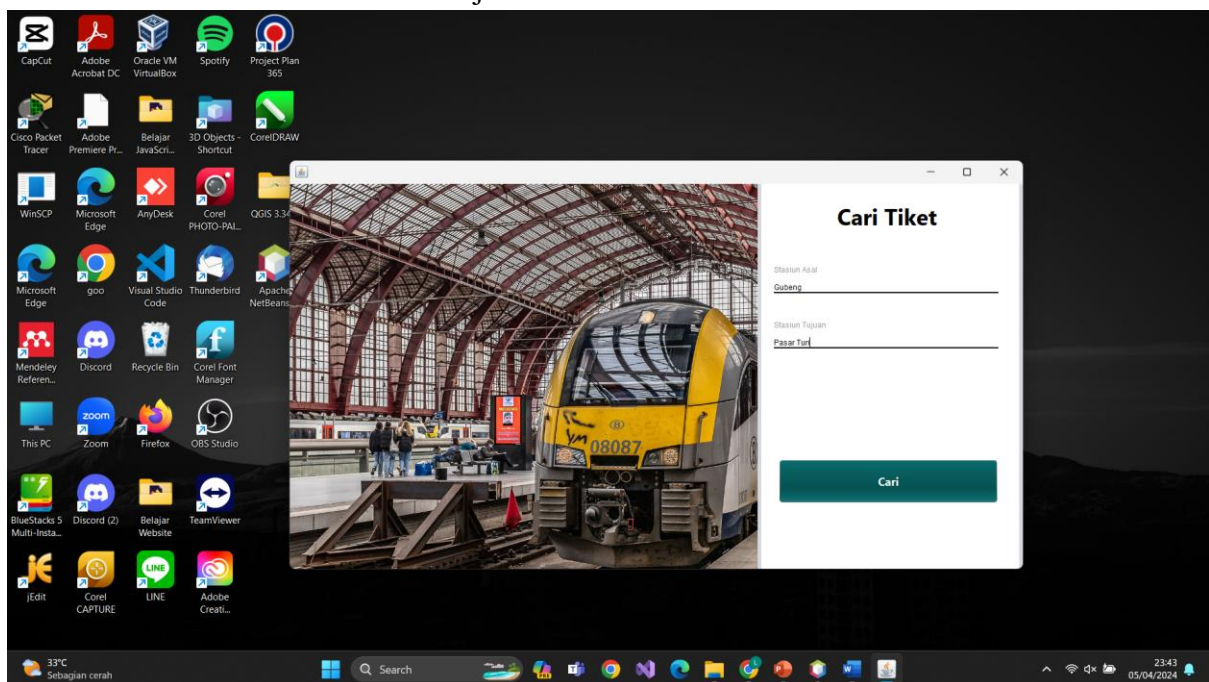 CapCut
Adobe
Acrobat DC
Oracle VM
VirtualBox
Spotify
Project Plan
365
Cisco Packet
Tracer
Adobe
Premiere Pr...
Belajar
JavaScri...
3D Objects -
Shortcut
CorelDRAW
WinSCP
Microsoft
Edge
AnyDesk
Corel
PHOTO-PAI...
QGIS 3.34
Microsoft
Edge
goo
Visual Studio
Code
Thunderbird
Apache
NetBeans
Mendeley
Referen...
Discord
Recycle Bin
Corel Font
Manager
This PC
zoom
Zoom
Firefox
OBS Studio
BlueStacks 5
Multi-Insta...
Discord (2)
Belajar
Website
TeamViewer
jEdit
Corel
CAPTURE
LINE
LINE
Adobe
Creati...
YM 08087
B
Cari Tiket
Stasiun Asal
Gubeng
Stasiun Tujuan
Pasar Turi
Cari
33°C
Sebagian cerah
Search
23:43
05/04/2024